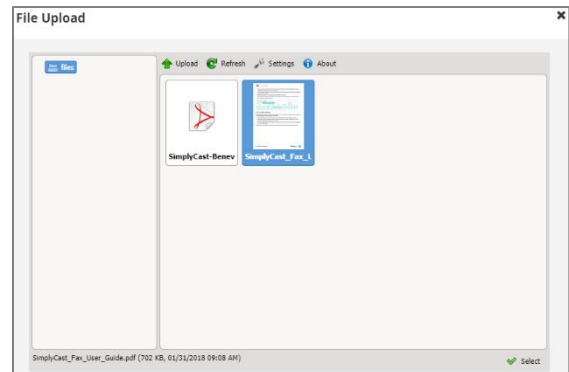 File Upload
files
Upload Refresh Settings About
SimplyCast-Benev
SimplyCast_Fax_L
SimplyCast_Fax_User_Guide.pdf (702 KB, 01/31/2018 09:08 AM)
Select